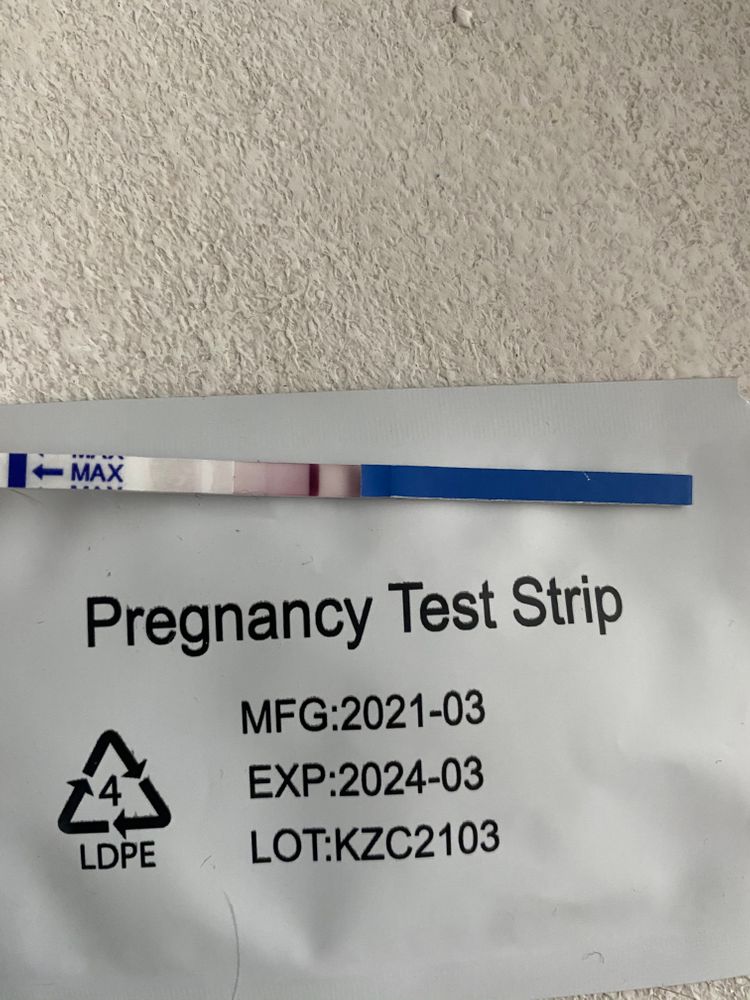 MAX
Pregnancy Test Strip
MFG:2021-03
EXP:2024-03
LOT:KZC2103
4
LDPE